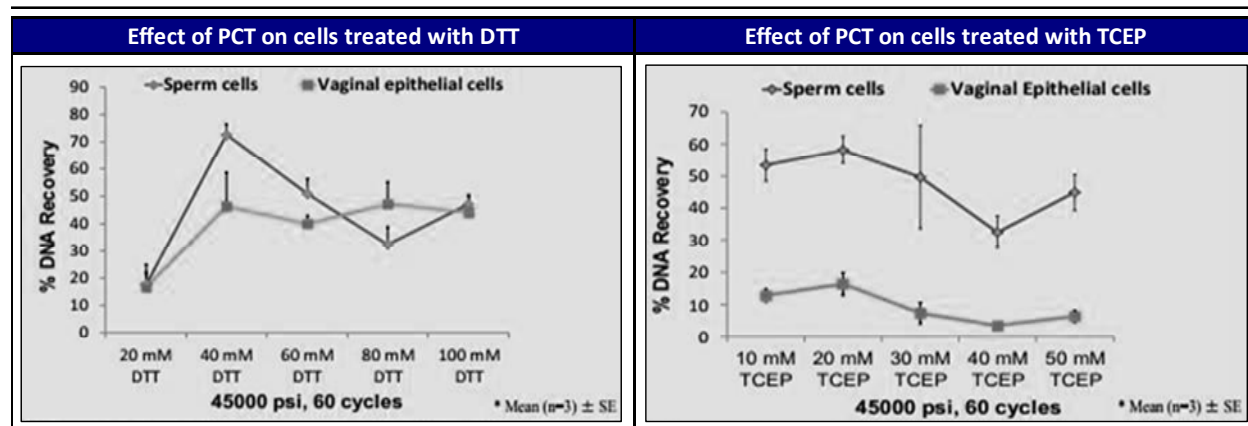 Effect of PCT on cells treated with DTT
Effect of PCT on cells treated with TCEP
Sperm cells
Vaginal epithelial cells
% DNA Recovery
90
80
70
60
50
40
30
20
10
0
20 mM
DTT
40 mM
DTT
60 mM
DTT
80 mM
DTT
100 mM
DTT
45000 psi, 60 cycles
* Mean (n=3) ± SE
Sperm cells
Vaginal Epithelial cells
% DNA Recovery
70
60
50
40
30
20
10
0
10 mM
TCEP
20 mM
TCEP
30 mM
TCEP
40 mM
TCEP
50 mM
TCEP
45000 psi, 60 cycles
* Mean (n=3) ± SE